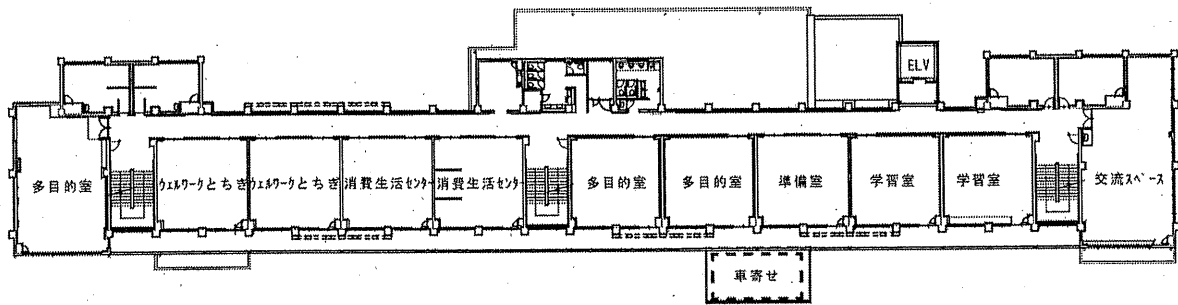 ELV
多目的室
ウェルワークとちぎ
ウェルワークとちぎ
消費生活センター
消費生活センター
多目的室
多目的室
準備室
学習室
学習室
交流スペース
車寄せ